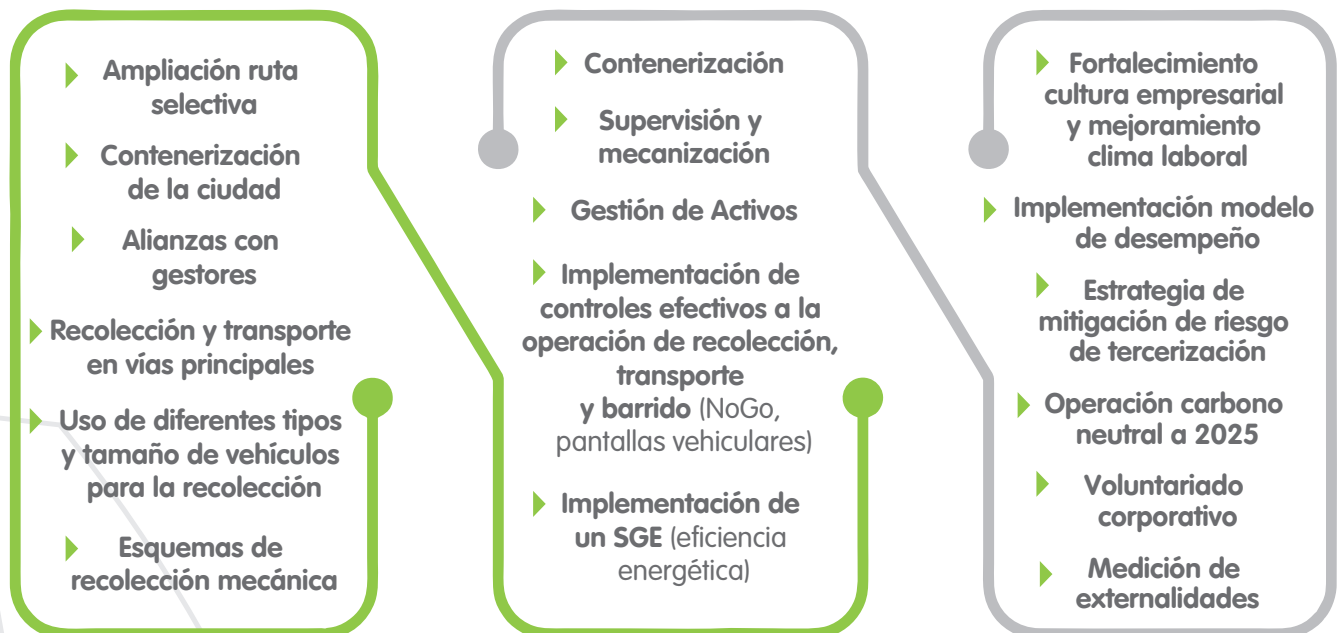 Ampliación ruta
selectiva
Contenerización
de la ciudad
Alianzas con
gestores
Recolección y transporte
en vías principales
Uso de diferentes tipos
y tamaño de vehículos
para la recolección
Esquemas de
recolección mecánica
Contenerización
Supervisión y
mecanización
Gestión de Activos
Implementación de
controles efectivos a la
operación de recolección,
transporte
y barrido (NoGo,
pantallas vehiculares)
Implementación de
un SGE (eficiencia
energética)
Fortalecimiento
cultura empresarial
y mejoramiento
clima laboral
Implementación modelo
de desempeño
Estrategia de
mitigación de riesgo
de tercerización
Operación carbono
neutral a 2025
Voluntariado
corporativo
Medición de
externalidades